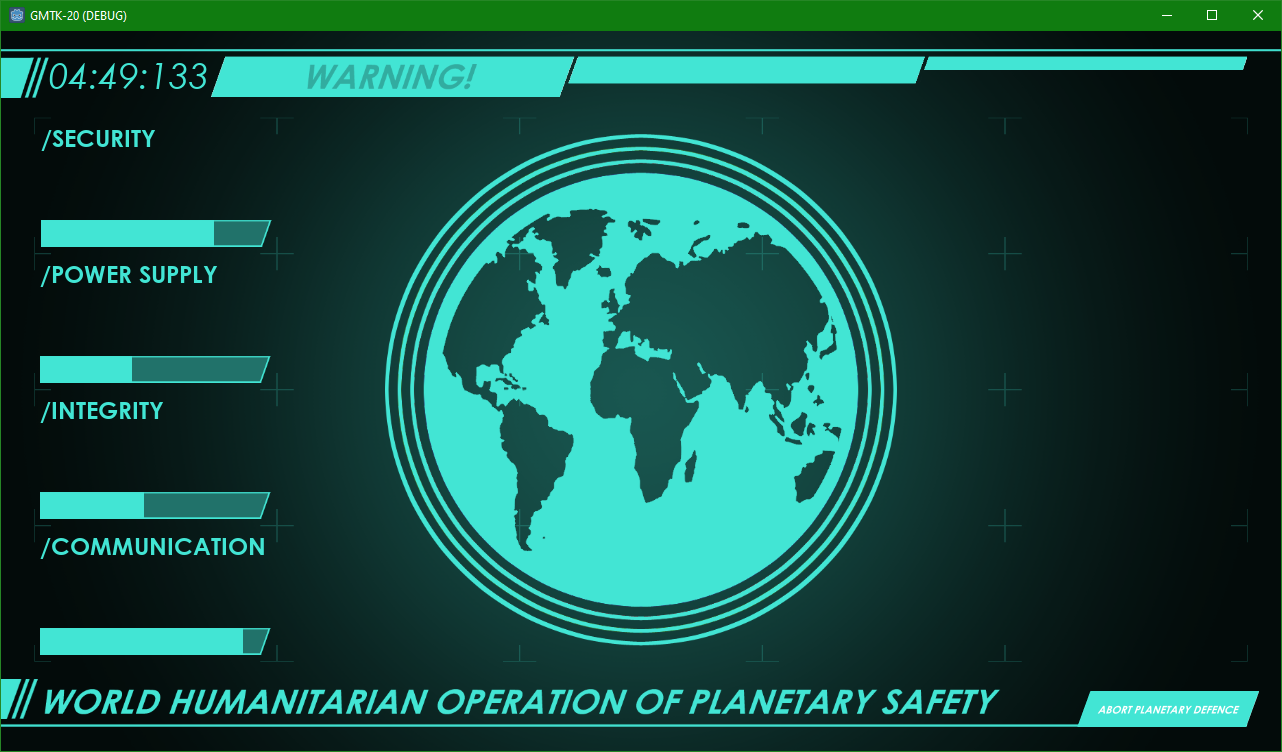 GMTK-20 (DEBUG)
04:49:133
WARNING!
/SECURITY
/POWER SUPPLY
/INTEGRITY
/COMMUNICATION
WORLD HUMANITARIAN OPERATION OF PLANETARY SAFETY
ABORT PLANETARY DEFENCE